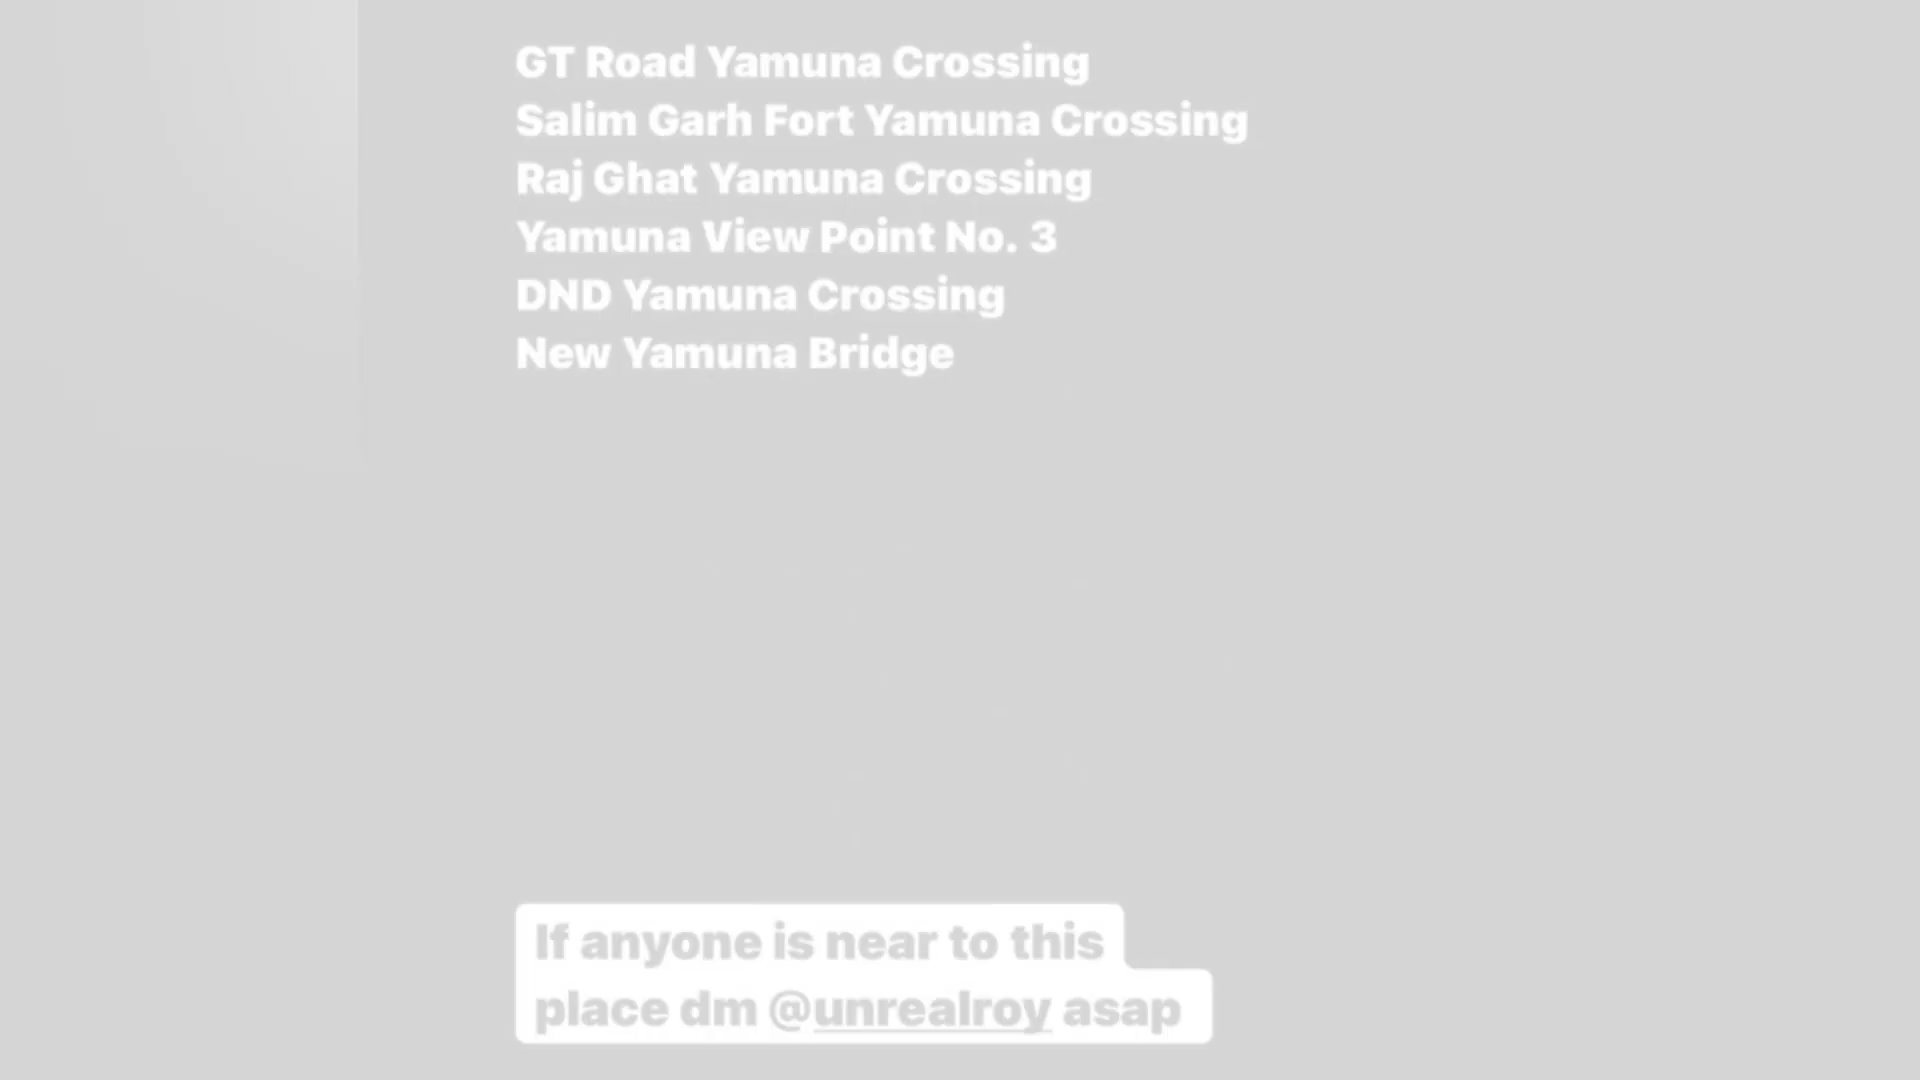 GT Road Yamuna Crossing
Salim Garh Fort Yamuna Crossing
Raj Ghat Yamuna Crossing
Yamuna View Point No. 3
DND Yamuna Crossing
New Yamuna Bridge
If anyone is near to this
place dm @unrealroy asap